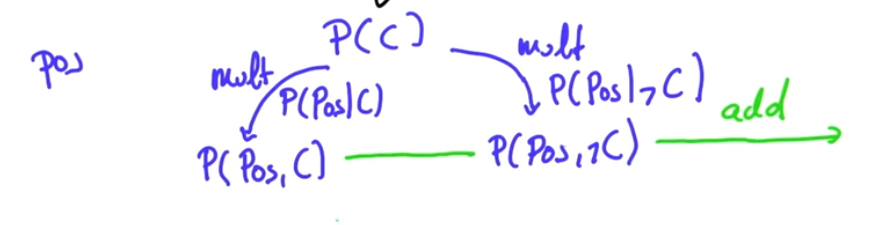 P(C)
Pos
mult
mult
P(Pos|C)
P(Pos|¬C)
add
P(Pos,C)
P(Pos,¬C)